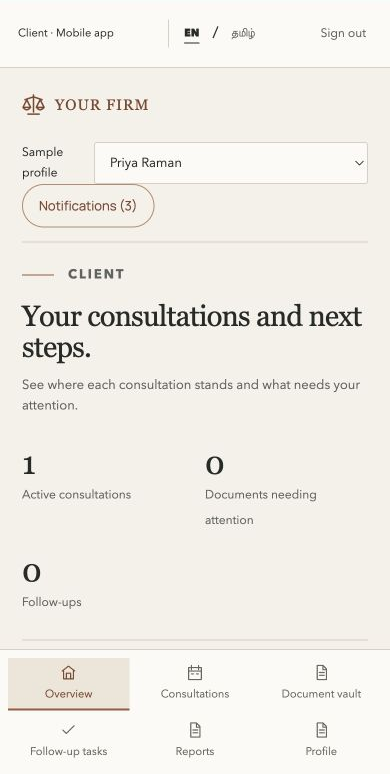 Client · Mobile app
EN / தமிழ்
Sign out
YOUR FIRM
Sample
profile
Priya Raman
Notifications (3)
CLIENT
Your consultations and next
steps.
See where each consultation stands and what needs your
attention.
1
Active consultations
0
Documents needing
attention
0
Follow-ups
Overview
Consultations
Document vault
Follow-up tasks
Reports
Profile